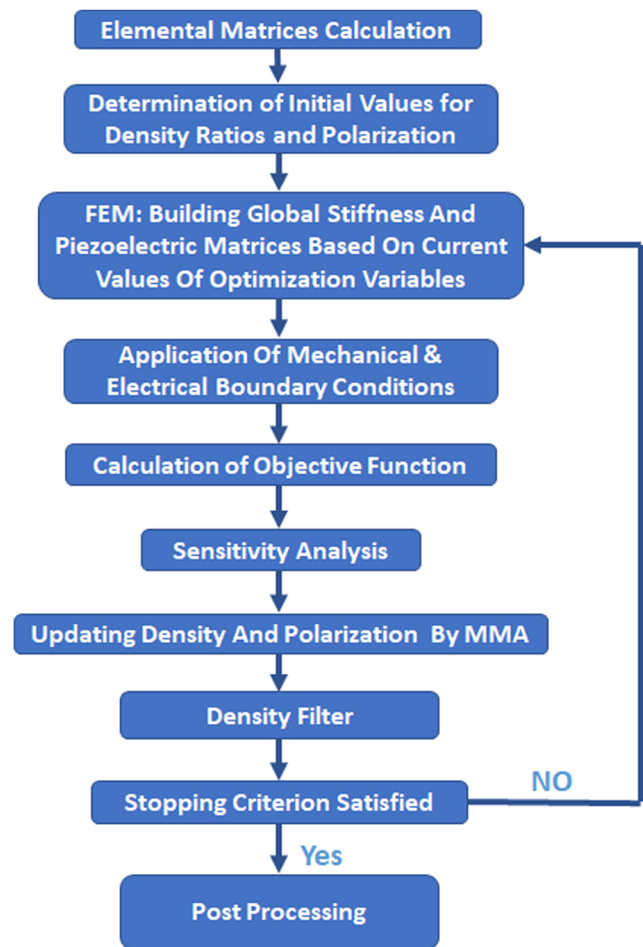 Elemental Matrices Calculation
Determination of Initial Values for
Density Ratios and Polarization
FEM: Building Global Stiffness And
Piezoelectric Matrices Based On Current
Values Of Optimization Variables
Application Of Mechanical &
Electrical Boundary Conditions
Calculation of Objective Function
Sensitivity Analysis
Updating Density And Polarization By MMA
Density Filter
Stopping Criterion Satisfied
NO
Yes
Post Processing